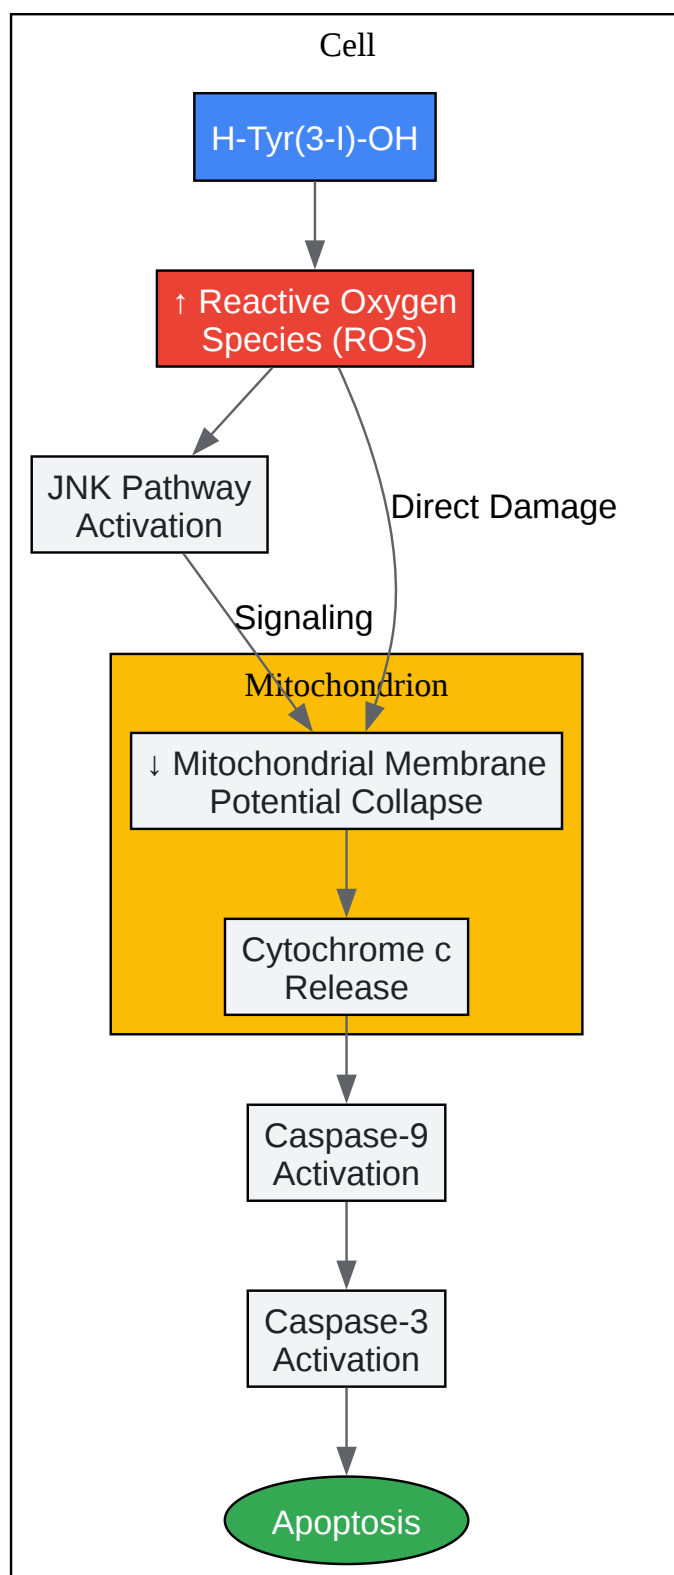 Cell
H-Tyr(3-I)-OH
↑ Reactive Oxygen
Species (ROS)
JNK Pathway
Activation
Direct Damage
Signaling
Mitochondrion
↓ Mitochondrial Membrane
Potential Collapse
Cytochrome c
Release
Caspase-9
Activation
Caspase-3
Activation
Apoptosis